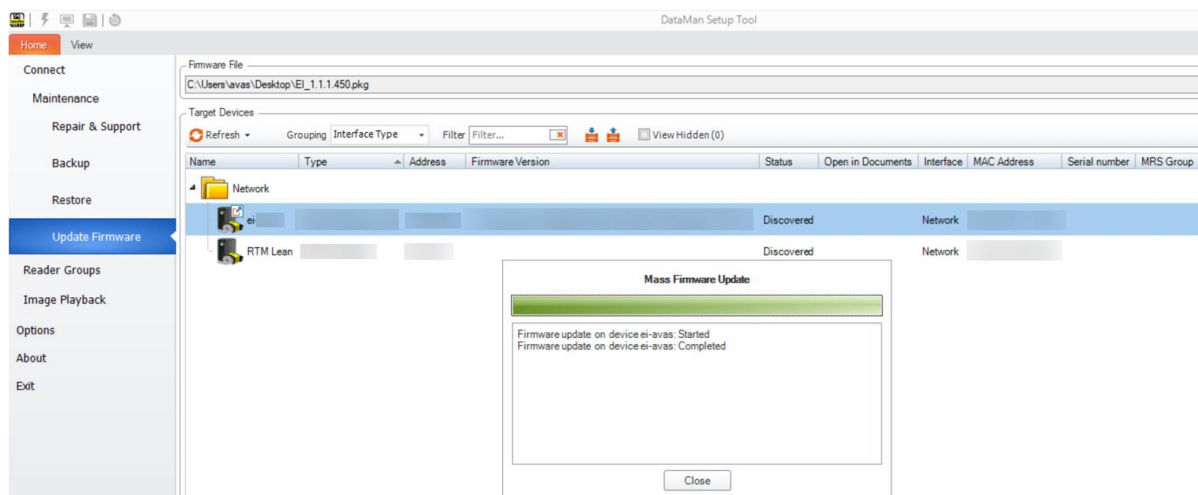 DataMan Setup Tool
Home View
Connect
Maintenance
Repair & Support
Backup
Restore
Update Firmware
Reader Groups
Image Playback
Options
About
Exit
Firmware File
C:\Users\avas\Desktop\EI_1.1.1.450.pkg
Target Devices
Refresh Grouping Interface Type Filter Filter... View Hidden (0)
Name Type Address Firmware Version Status Open in Documents Interface MAC Address Serial number MRS Group
Network
ei- Discovered Network
RTM Lean Discovered Network
Mass Firmware Update
Firmware update on device ei-avas: Started
Firmware update on device ei-avas: Completed
Close